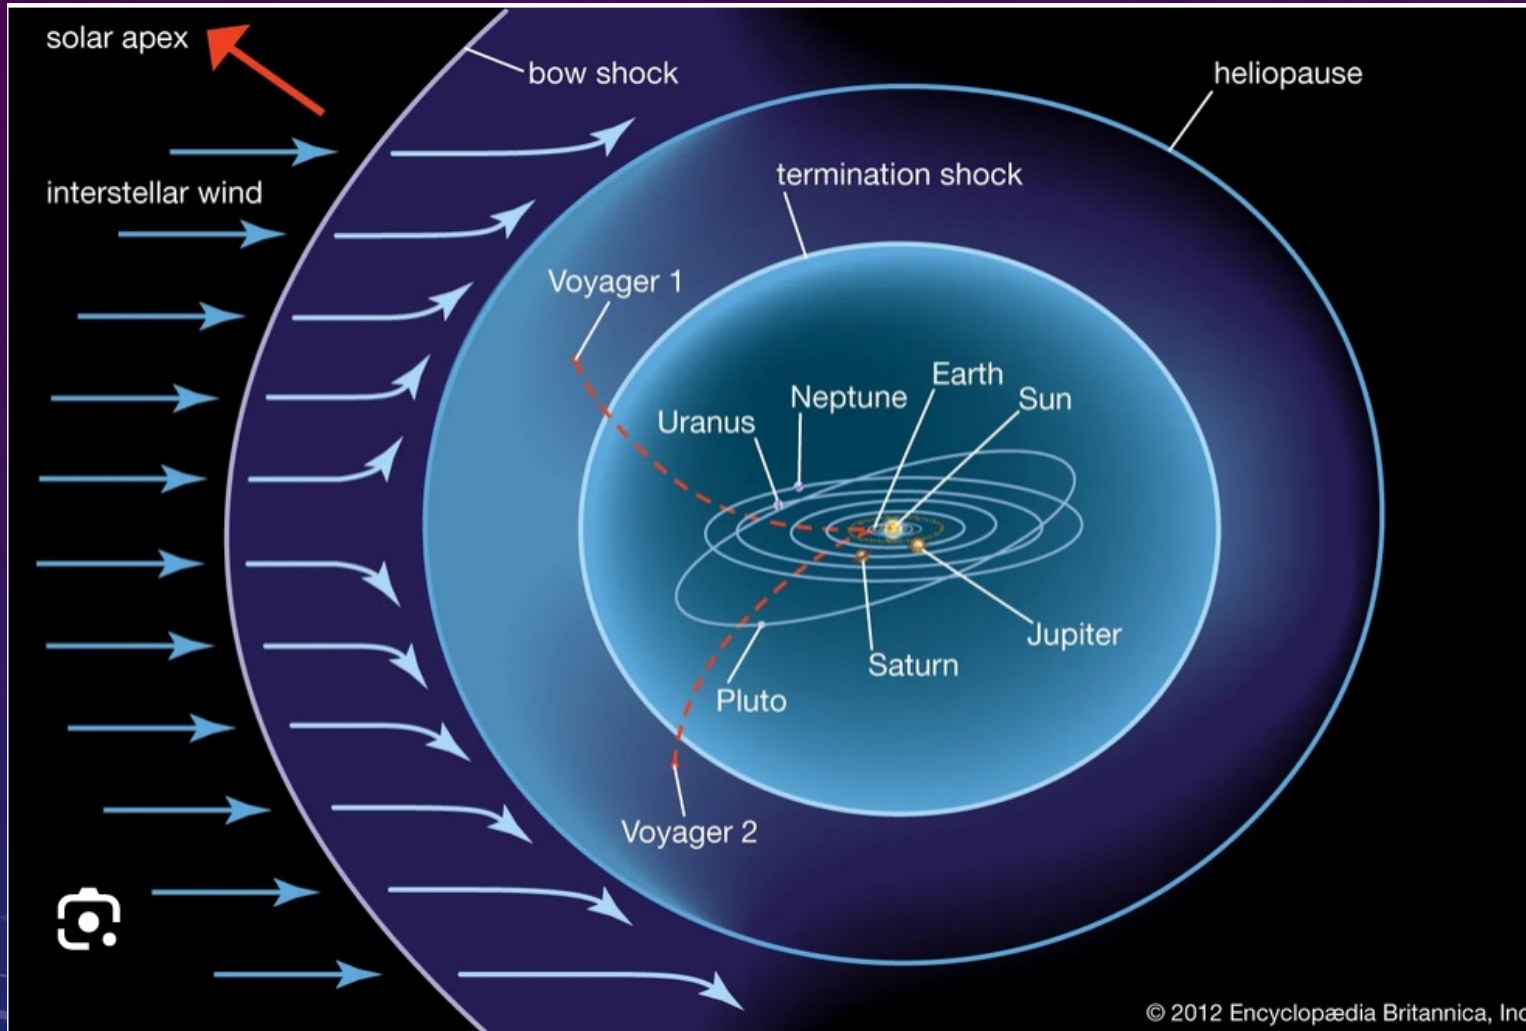 solar apex
bow shock
heliopause
interstellar wind
termination shock
Voyager 1
Earth
Neptune
Sun
Uranus
Jupiter
Saturn
Pluto
Voyager 2
© 2012 Encyclopædia Britannica, Inc